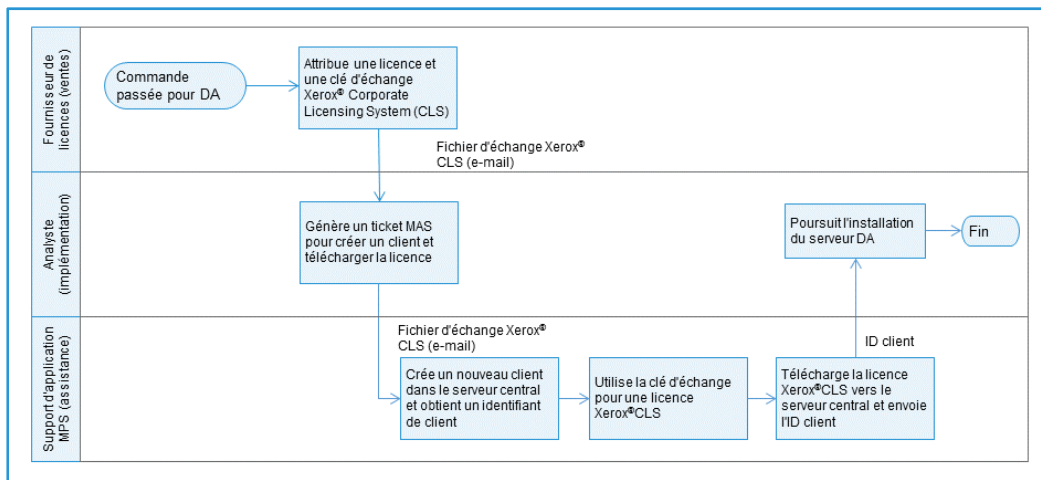 Fournisseur de
licences (ventes)
Commande
passée pour DA
Attribue une licence et
une clé d'échange
Xerox® Corporate
Licensing System (CLS)
Fichier d'échange Xerox®
CLS (e-mail)
Analyste
(implémentation)
Génère un ticket MAS
pour créer un client et
télécharger la licence
Poursuit l'installation
du serveur DA
Fin
Support d'application
MPS (assistance)
Fichier d'échange Xerox®
CLS (e-mail)
ID client
Crée un nouveau client
dans le serveur central
et obtient un identifiant
de client
Utilise la clé d'échange
pour une licence
Xerox®CLS
Télécharge la licence
Xerox®CLS vers le
serveur central et envoie
l'ID client